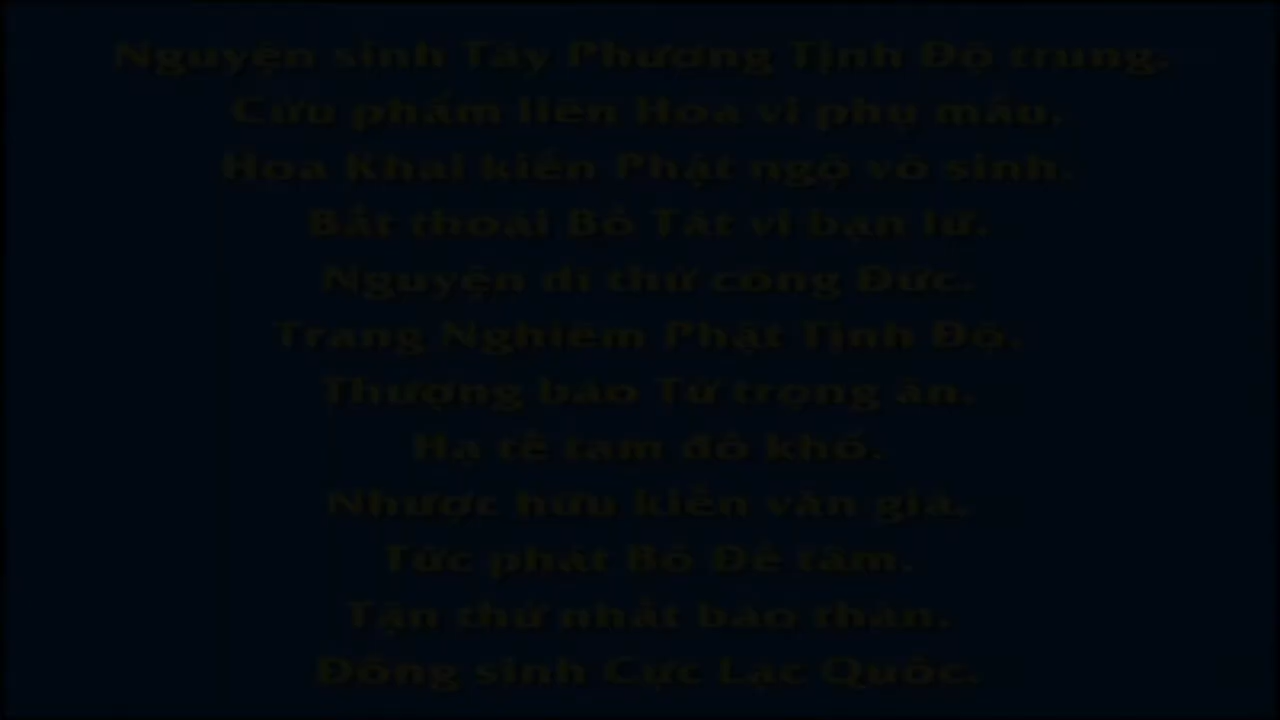 Nguyện sinh Tây Phương Tịnh Độ trung.
Cửu phẩm liên Hoa vi phụ mẫu.
Hoa Khai kiến Phật ngộ vô sinh.
Bất thoái Bồ Tát vi bạn lữ.
Nguyện dĩ thử công Đức.
Trang Nghiêm Phật Tịnh Độ.
Thượng báo Tứ trọng ân.
Hạ tế tam đồ khổ.
Nhược hữu kiến văn giả.
Tức phát Bồ Đề tâm.
Tận thử nhất báo thân.
Đồng sinh Cực Lạc Quốc.